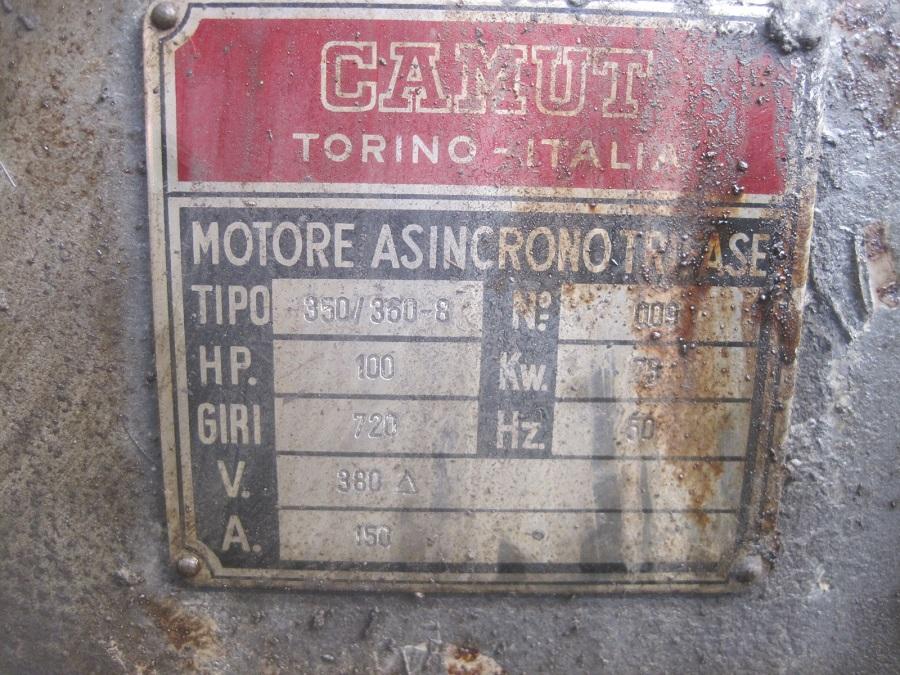 CAMUT
TORINO - ITALIA
MOTORE ASINCRONO TRIFASE
TIPO 350/360-8 Nº. 009
HP. 100 Kw. 75
GIRI 720 Hz. 50
V. 380 △
A. 150